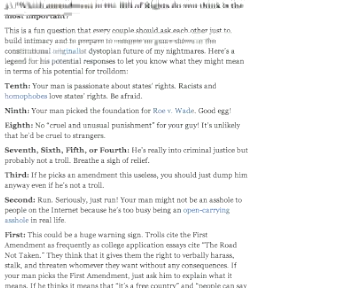 3. "Which amendment to the Bill of Rights do you think is the
most important?"
This is a fun question that every couple should ask each other just to
build intimacy and to prepare to compete on game shows in the
constitutional originalist dystopian future of my nightmares. Here's a
legend for his potential responses to let you know what they might mean
in terms of his potential for trolldom:
Tenth: Your man is passionate about states' rights. Racists and
homophobes love states' rights. Be afraid.
Ninth: Your man picked the foundation for Roe v. Wade. Good egg!
Eighth: No "cruel and unusual punishment" for your guy! It's unlikely
that he'd be cruel to strangers.
Seventh, Sixth, Fifth, or Fourth: He's really into criminal justice but
probably not a troll. Breathe a sigh of relief.
Third: If he picks an amendment this useless, you should just dump him
anyway even if he's not a troll.
Second: Run. Seriously, just run! Your man might not be an asshole to
people on the Internet because he's too busy being an open-carrying
asshole in real life.
First: This could be a huge warning sign. Trolls cite the First
Amendment as frequently as college application essays cite "The Road
Not Taken." They think that it gives them the right to verbally harass,
stalk, and threaten whomever they want without any consequences. If
your man picks the First Amendment, just ask him to explain what it
means. If he thinks it means that "it's a free country" and "people can say